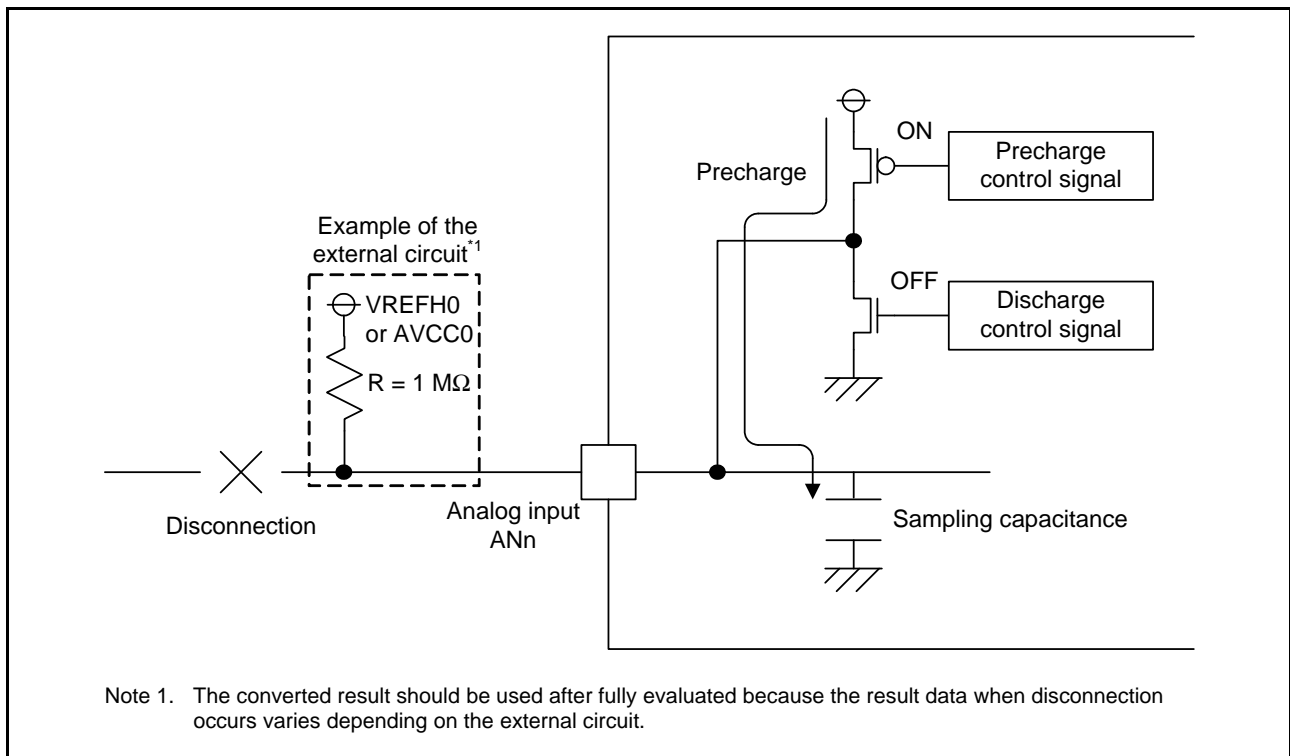 ON
Precharge
control signal
Precharge
Example of the
external circuit*1
VREFH0
or AVCC0
R = 1 MΩ
OFF
Discharge
control signal
Disconnection
Analog input
ANn
Sampling capacitance
Note 1. The converted result should be used after fully evaluated because the result data when disconnection
occurs varies depending on the external circuit.